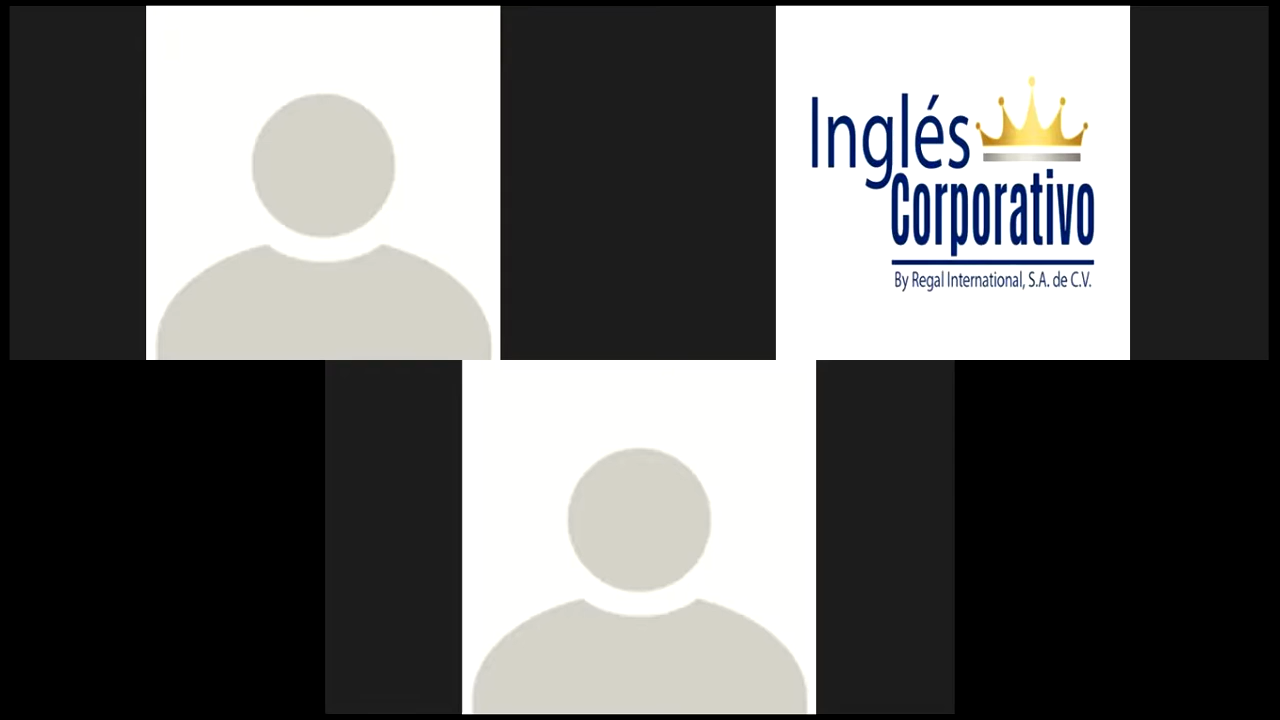 Inglés
Corporativo
By Regal International, S.A. de C.V.